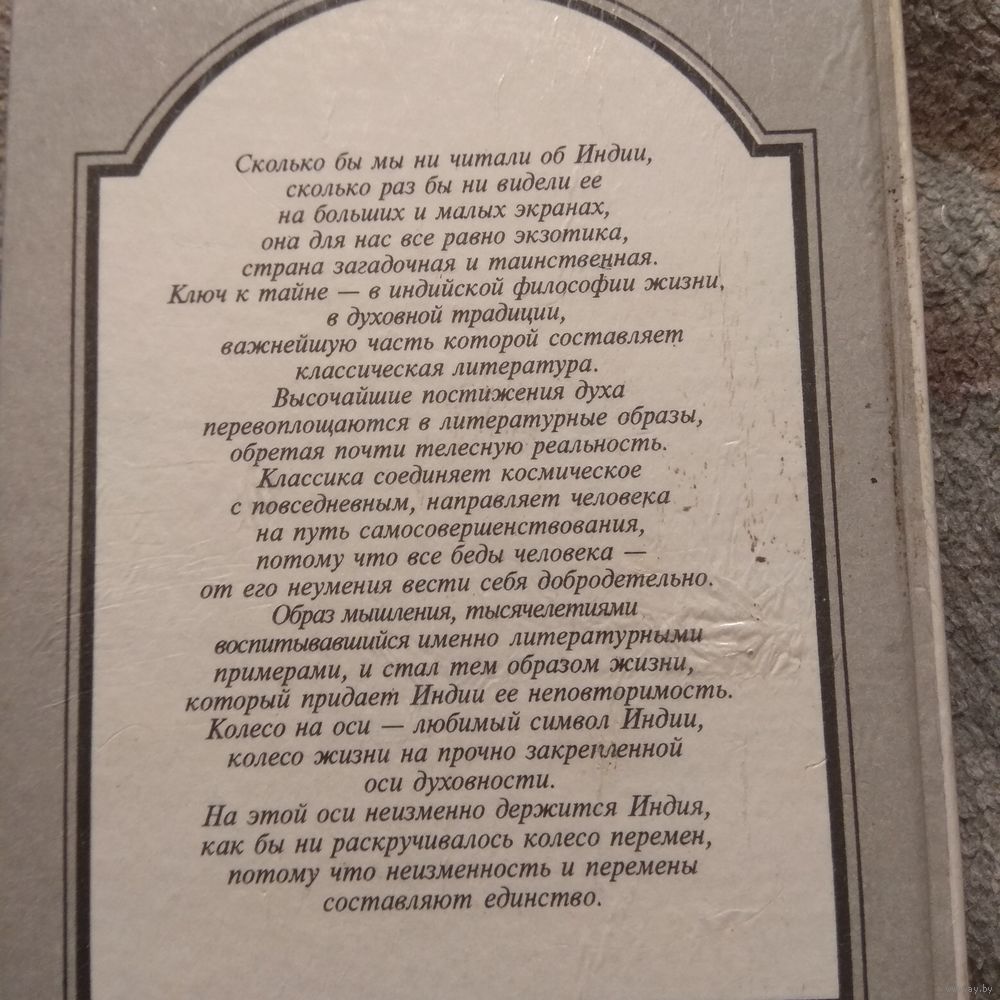 Сколько бы мы ни читали об Индии,
сколько раз бы ни видели ее
на больших и малых экранах,
она для нас все равно экзотика,
страна загадочная и таинственная.
Ключ к тайне — в индийской философии жизни,
в духовной традиции,
важнейшую часть которой составляет
классическая литература.
Высочайшие постижения духа
перевоплощаются в литературные образы,
обретая почти телесную реальность.
Классика соединяет космическое
с повседневным, направляет человека
на путь самосовершенствования,
потому что все беды человека —
от его неумения вести себя добродетельно.
Образ мышления, тысячелетиями
воспитывавшийся именно литературными
примерами, и стал тем образом жизни,
который придает Индии ее неповторимость.
Колесо на оси — любимый символ Индии,
колесо жизни на прочно закрепленной
оси духовности.
На этой оси неизменно держится Индия,
как бы ни раскручивалось колесо перемен,
потому что неизменность и перемены
составляют единство.